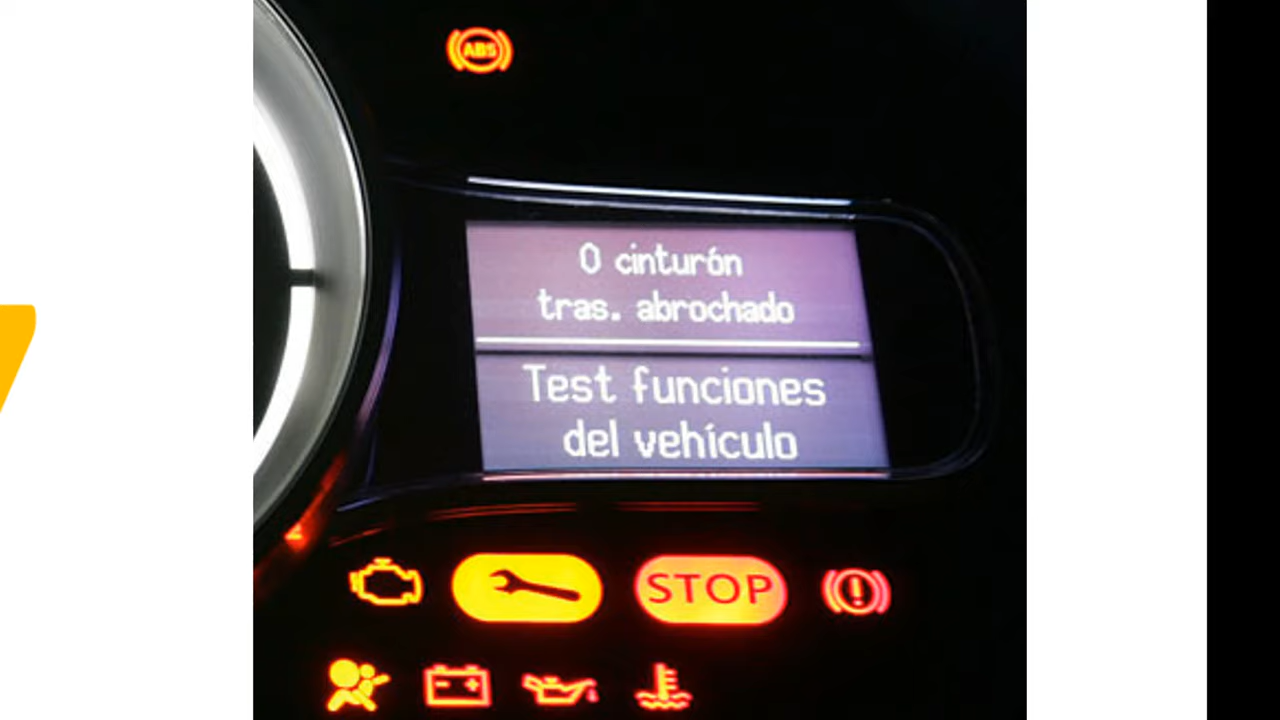 ABS
0 cinturón
tras. abrochado
Test funciones
del vehículo
STOP